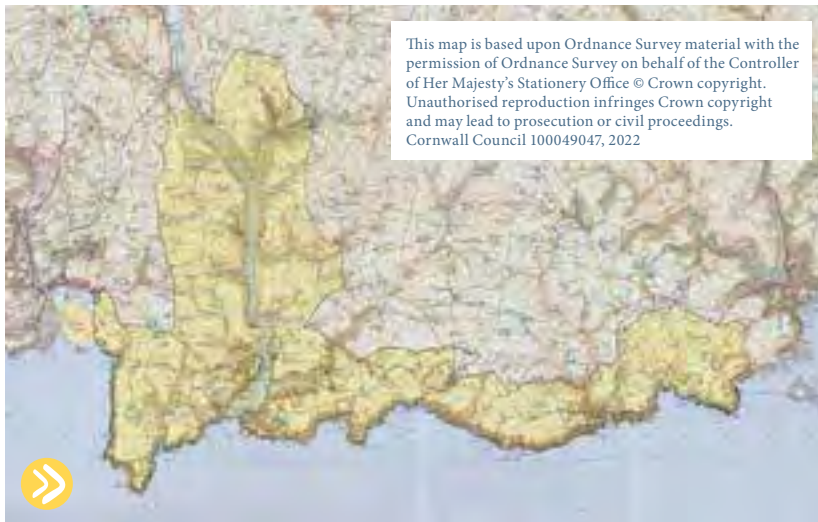 This map is based upon Ordnance Survey material with the
permission of Ordnance Survey on behalf of the Controller
of Her Majesty's Stationery Office © Crown copyright.
Unauthorised reproduction infringes Crown copyright
and may lead to prosecution or civil proceedings.
Cornwall Council 100049047, 2022